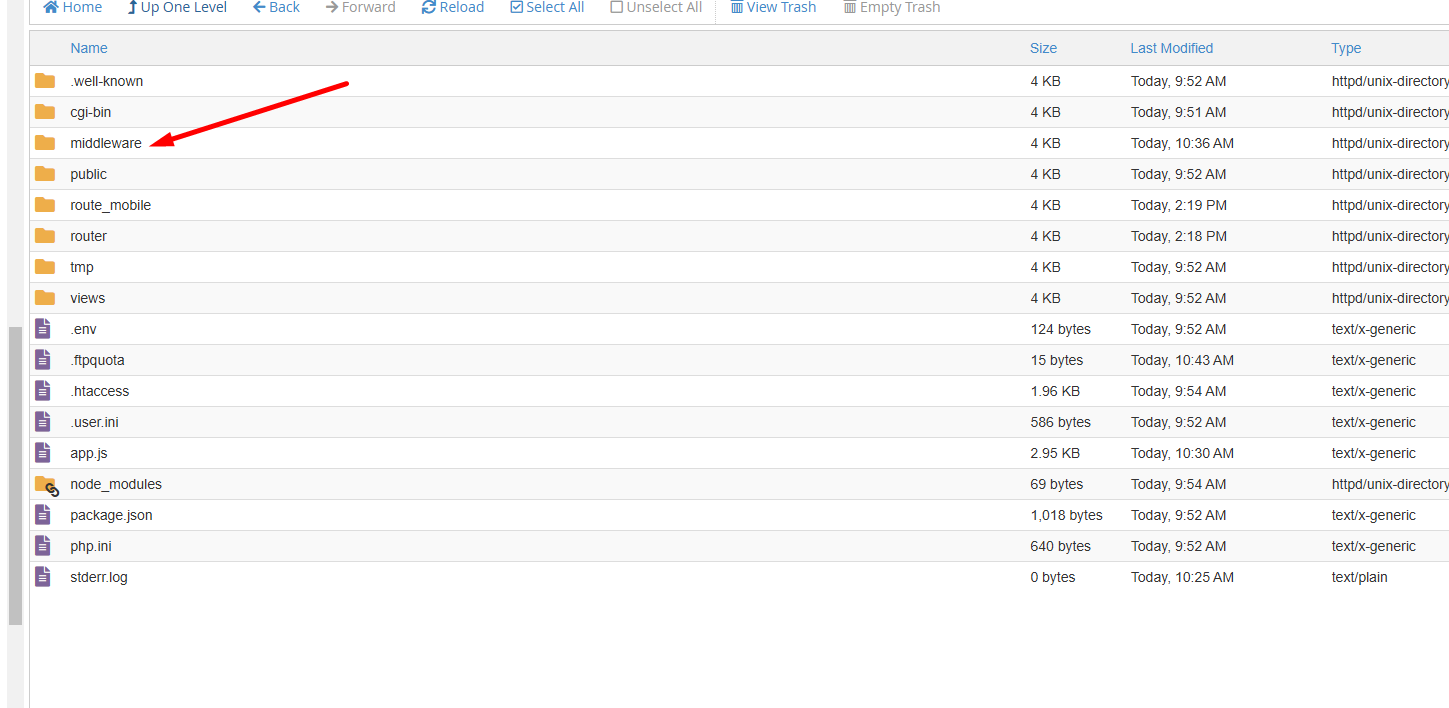 Home Up One Level Back Forward Reload Select All Unselect All View Trash Empty Trash
Name Size Last Modified Type
.well-known 4 KB Today, 9:52 AM httpd/unix-directory
cgi-bin 4 KB Today, 9:51 AM httpd/unix-directory
middleware 4 KB Today, 10:36 AM httpd/unix-directory
public 4 KB Today, 9:52 AM httpd/unix-directory
route_mobile 4 KB Today, 2:19 PM httpd/unix-directory
router 4 KB Today, 2:18 PM httpd/unix-directory
tmp 4 KB Today, 9:52 AM httpd/unix-directory
views 4 KB Today, 9:52 AM httpd/unix-directory
.env 124 bytes Today, 9:52 AM text/x-generic
.ftpquota 15 bytes Today, 10:43 AM text/x-generic
.htaccess 1.96 KB Today, 9:54 AM text/x-generic
.user.ini 586 bytes Today, 9:52 AM text/x-generic
app.js 2.95 KB Today, 10:30 AM text/x-generic
node_modules 69 bytes Today, 9:54 AM httpd/unix-directory
package.json 1,018 bytes Today, 9:52 AM text/x-generic
php.ini 640 bytes Today, 9:52 AM text/x-generic
stderr.log 0 bytes Today, 10:25 AM text/plain